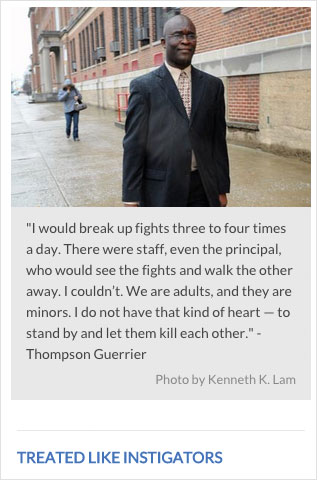 "I would break up fights three to four times
a day. There were staff, even the principal,
who would see the fights and walk the other
away. I couldn't. We are adults, and they are
minors. I do not have that kind of heart — to
stand by and let them kill each other." -
Thompson Guerrier
Photo by Kenneth K. Lam
TREATED LIKE INSTIGATORS